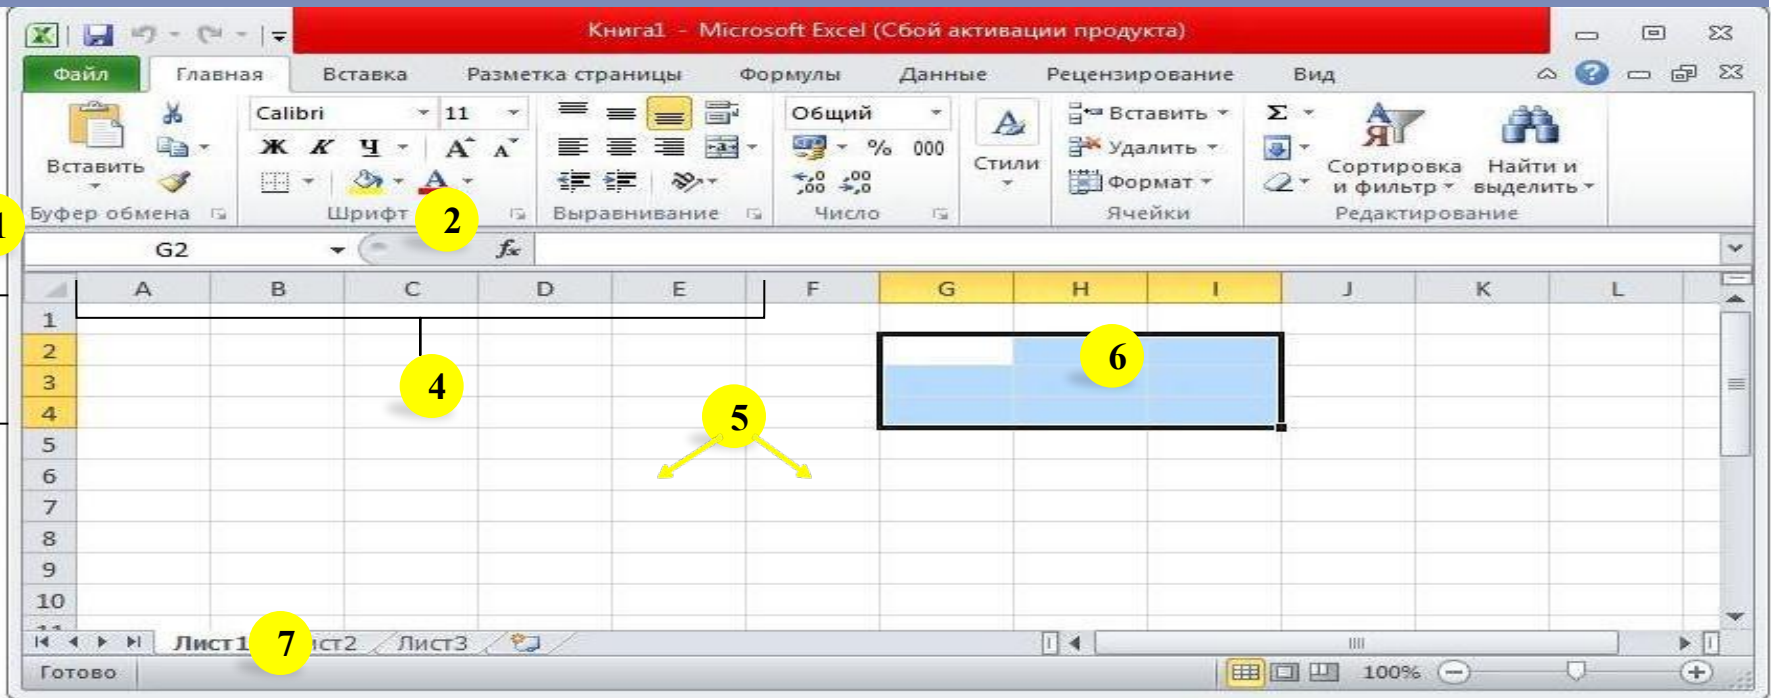 Книга1 - Microsoft Excel (Сбой активации продукта)
Файл Главная Вставка Разметка страницы Формулы Данные Рецензирование Вид
Calibri 11 Общий Вставить Σ
Ж К Ч А А % 000 Удалить
Вставить Стили Формат Сортировка и фильтр Найти и выделить
Буфер обмена Шрифт Выравнивание Число Ячейки Редактирование
1 2
G2 fx
A B C D E F G H I J K L
1
2 6
3 4
4 5
5
6
7
8
9
10
Лист1 7 ист2 Лист3
Готово 100%